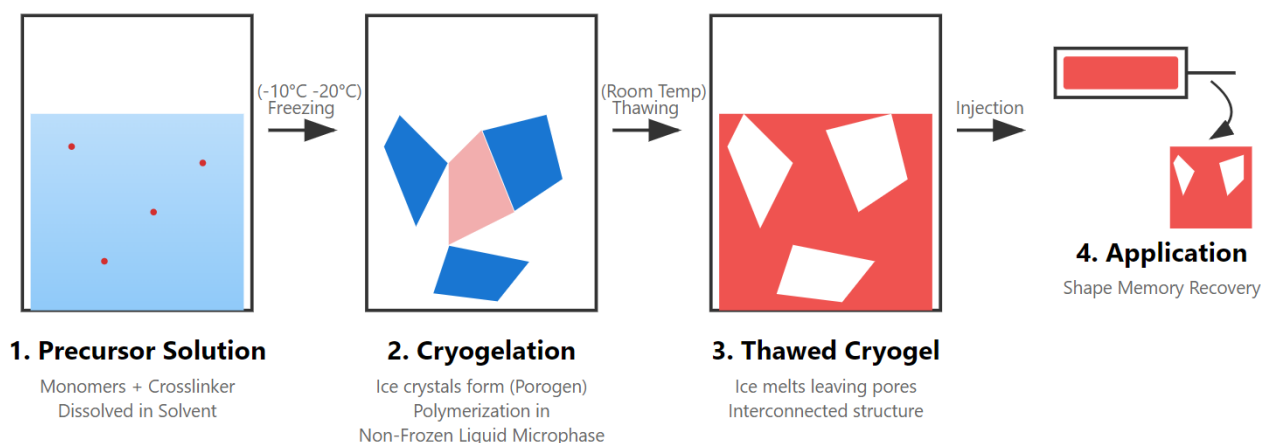 (-10°C -20°C)
Freezing
(Room Temp)
Thawing
Injection
1. Precursor Solution
Monomers + Crosslinker
Dissolved in Solvent
2. Cryogelation
Ice crystals form (Porogen)
Polymerization in
Non-Frozen Liquid Microphase
3. Thawed Cryogel
Ice melts leaving pores
Interconnected structure
4. Application
Shape Memory Recovery